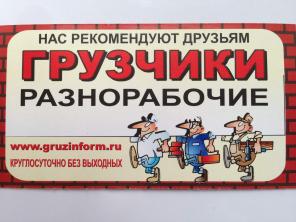 НАС РЕКОМЕНДУЮТ ДРУЗЬЯМ
ГРУЗЧИКИ
РАЗНОРАБОЧИЕ
www.gruzinform.ru
КРУГЛОСУТОЧНО БЕЗ ВЫХОДНЫХ